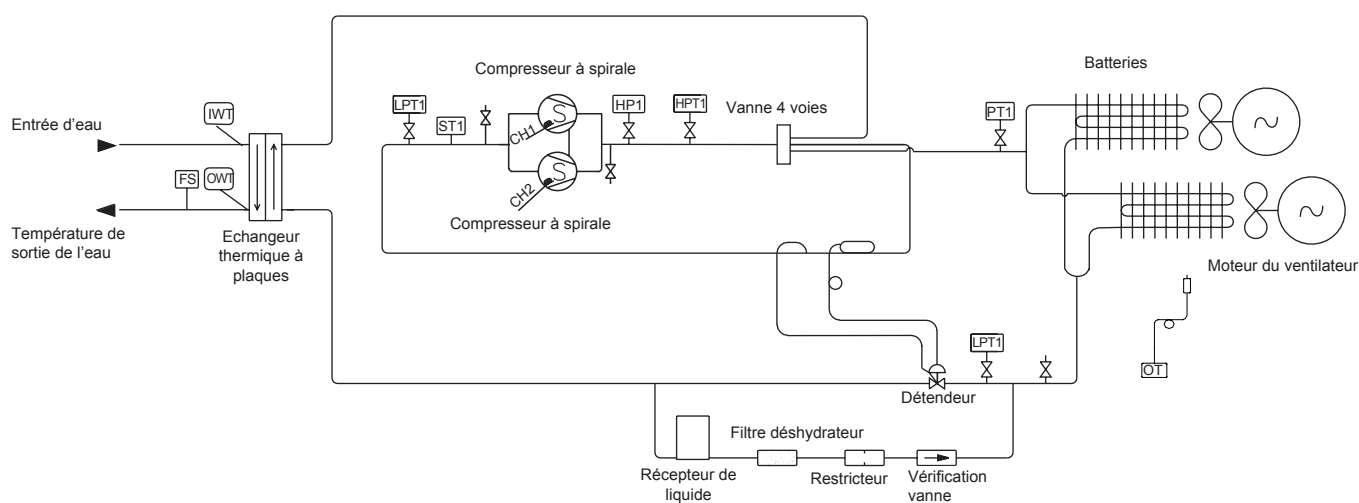 Compresseur à spirale
Batteries
LPT1
ST1
CH1
HP1
HPT1
Vanne 4 voies
PT1
IWT
Entrée d'eau
FS
OWT
CH2
Compresseur à spirale
Température de
sortie de l'eau
Echangeur
thermique à
plaques
Moteur du ventilateur
LPT1
OT
Détendeur
Filtre déshydrateur
Récepteur de
liquide
Restricteur
Vérification
vanne
S
S